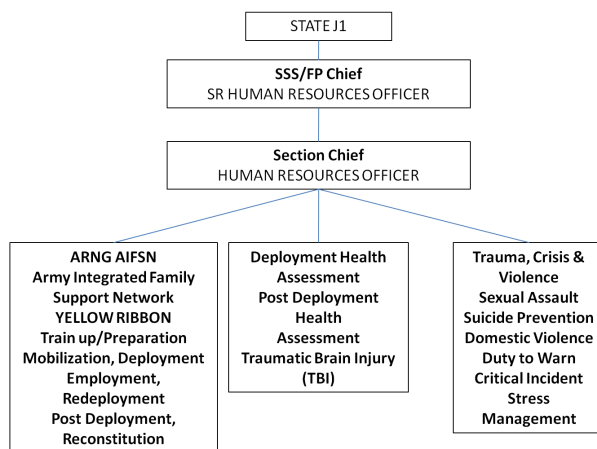 STATE J1
SSS/FP Chief
SR HUMAN RESOURCES OFFICER
Section Chief
HUMAN RESOURCES OFFICER
ARNG AIFSN
Army Integrated Family
Support Network
YELLOW RIBBON
Train up/Preparation
Mobilization, Deployment
Employment,
Redeployment
Post Deployment,
Reconstitution
Deployment Health
Assessment
Post Deployment
Health
Assessment
Traumatic Brain Injury
(TBI)
Trauma, Crisis &
Violence
Sexual Assault
Suicide Prevention
Domestic Violence
Duty to Warn
Critical Incident
Stress
Management